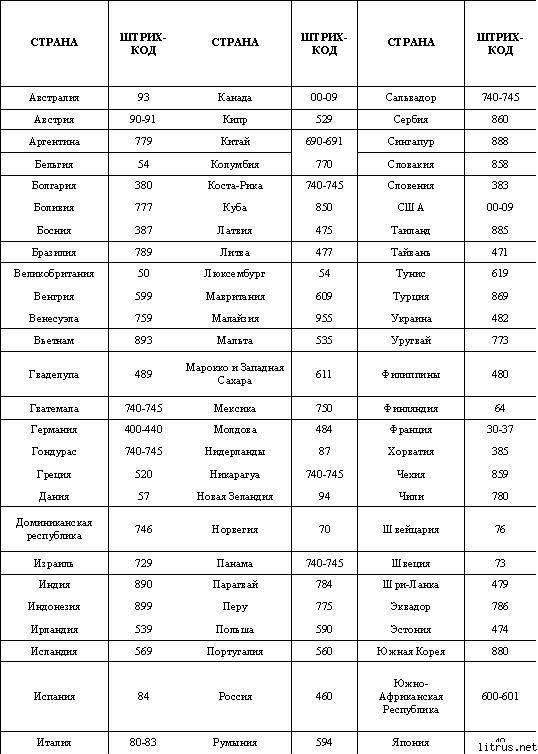 СТРАНА ШТРИХ-КОД СТРАНА ШТРИХ-КОД СТРАНА ШТРИХ-КОД
Австралия 93 Канада 00-09 Сальвадор 740-745
Австрия 90-91 Кипр 529 Сербия 860
Аргентина 779 Китай 690-691 Сингапур 888
Бельгия 54 Колумбия 770 Словакия 858
Болгария 380 Коста-Рика 740-745 Словения 383
Боливия 777 Куба 850 США 00-09
Босния 387 Латвия 475 Таиланд 885
Бразилия 789 Литва 477 Тайвань 471
Великобритания 50 Люксембург 54 Тунис 619
Венгрия 599 Мавритания 609 Турция 869
Венесуэла 759 Малайзия 955 Украина 482
Вьетнам 893 Мальта 535 Уругвай 773
Гваделупа 489 Марокко и Западная Сахара 611 Филиппины 480
Гватемала 740-745 Мексика 750 Финляндия 64
Германия 400-440 Молдова 484 Франция 30-37
Гондурас 740-745 Нидерланды 87 Хорватия 385
Греция 520 Никарагуа 740-745 Чехия 859
Дания 57 Новая Зеландия 94 Чили 780
Доминиканская республика 746 Норвегия 70 Швейцария 76
Израиль 729 Панама 740-745 Швеция 73
Индия 890 Парагвай 784 Шри-Ланка 479
Индонезия 899 Перу 775 Эквадор 786
Ирландия 539 Польша 590 Эстония 474
Исландия 569 Португалия 560 Южная Корея 880
Испания 84 Россия 460 Южно-Африканская Республика 600-601
Италия 80-83 Румыния 594 Япония
litrus.net